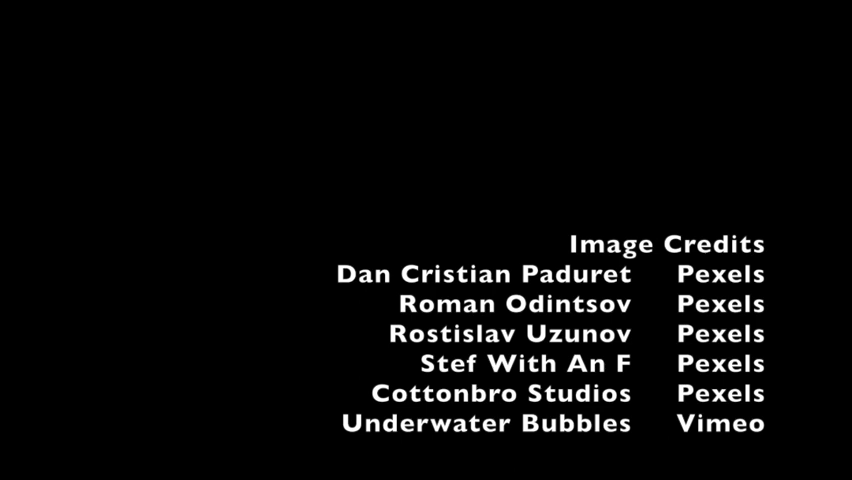 Image Credits
Dan Cristian Paduret Pexels
Roman Odintsov Pexels
Rostislav Uzunov Pexels
Stef With An F Pexels
Cottonbro Studios Pexels
Underwater Bubbles Vimeo